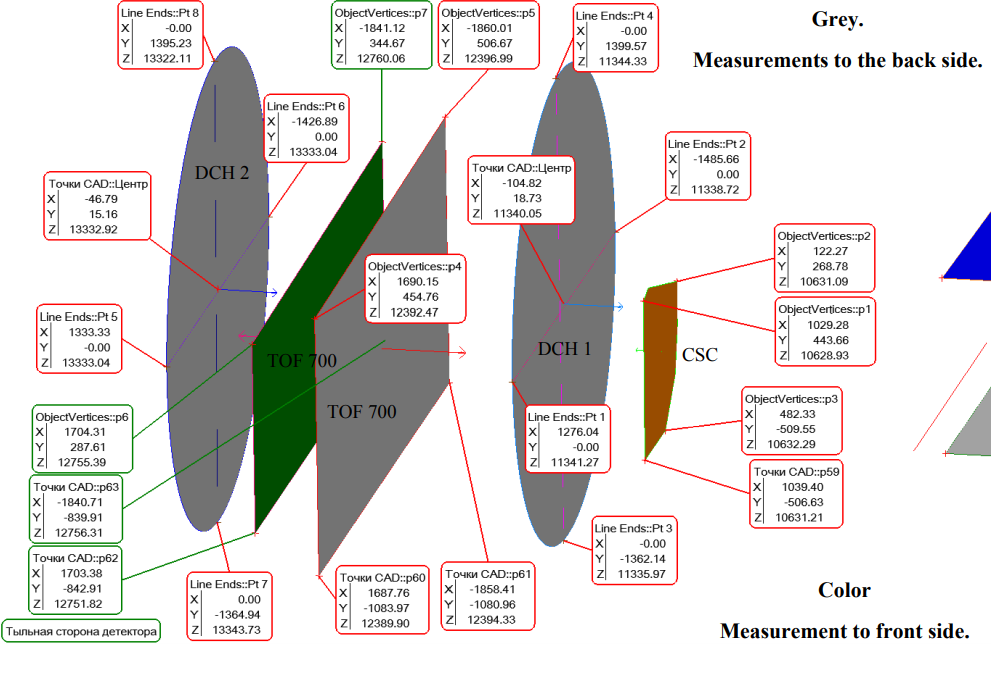 Line Ends::Pt 8
X -0.00
Y 1395.23
Z 13322.11
ObjectVertices::p7
X -1841.12
Y 344.67
Z 12760.06
ObjectVertices::p5
X -1860.01
Y 506.67
Z 12396.99
Line Ends::Pt 4
X -0.00
Y 1399.57
Z 11344.33
Grey.
Measurements to the back side.
Line Ends::Pt 6
X -1426.89
Y 0.00
Z 13333.04
DCH 2
Line Ends::Pt 2
X -1485.66
Y 0.00
Z 11338.72
Точки CAD::Центр
X -46.79
Y 15.16
Z 13332.92
Точки CAD::Центр
X -104.82
Y 18.73
Z 11340.05
ObjectVertices::p2
X 122.27
Y 268.78
Z 10631.09
ObjectVertices::p4
X 1690.15
Y 454.76
Z 12392.47
ObjectVertices::p1
X 1029.28
Y 443.66
Z 10628.93
Line Ends::Pt 5
X 1333.33
Y -0.00
Z 13333.04
TOF 700
DCH 1
CSC
TOF 700
ObjectVertices::p6
X 1704.31
Y 287.61
Z 12755.39
Line Ends::Pt 1
X 1276.04
Y -0.00
Z 11341.27
ObjectVertices::p3
X 482.33
Y -509.55
Z 10632.29
Точки CAD::p63
X -1840.71
Y -839.91
Z 12756.31
Точки CAD::p59
X 1039.40
Y -506.63
Z 10631.21
Точки CAD::p62
X 1703.38
Y -842.91
Z 12751.82
Line Ends::Pt 3
X -0.00
Y -1362.14
Z 11335.97
Line Ends::Pt 7
X 0.00
Y -1364.94
Z 13343.73
Точки CAD::p60
X 1687.76
Y -1083.97
Z 12389.90
Точки CAD::p61
X -1858.41
Y -1080.96
Z 12394.33
Color
Measurement to front side.
Тыльная сторона детектора